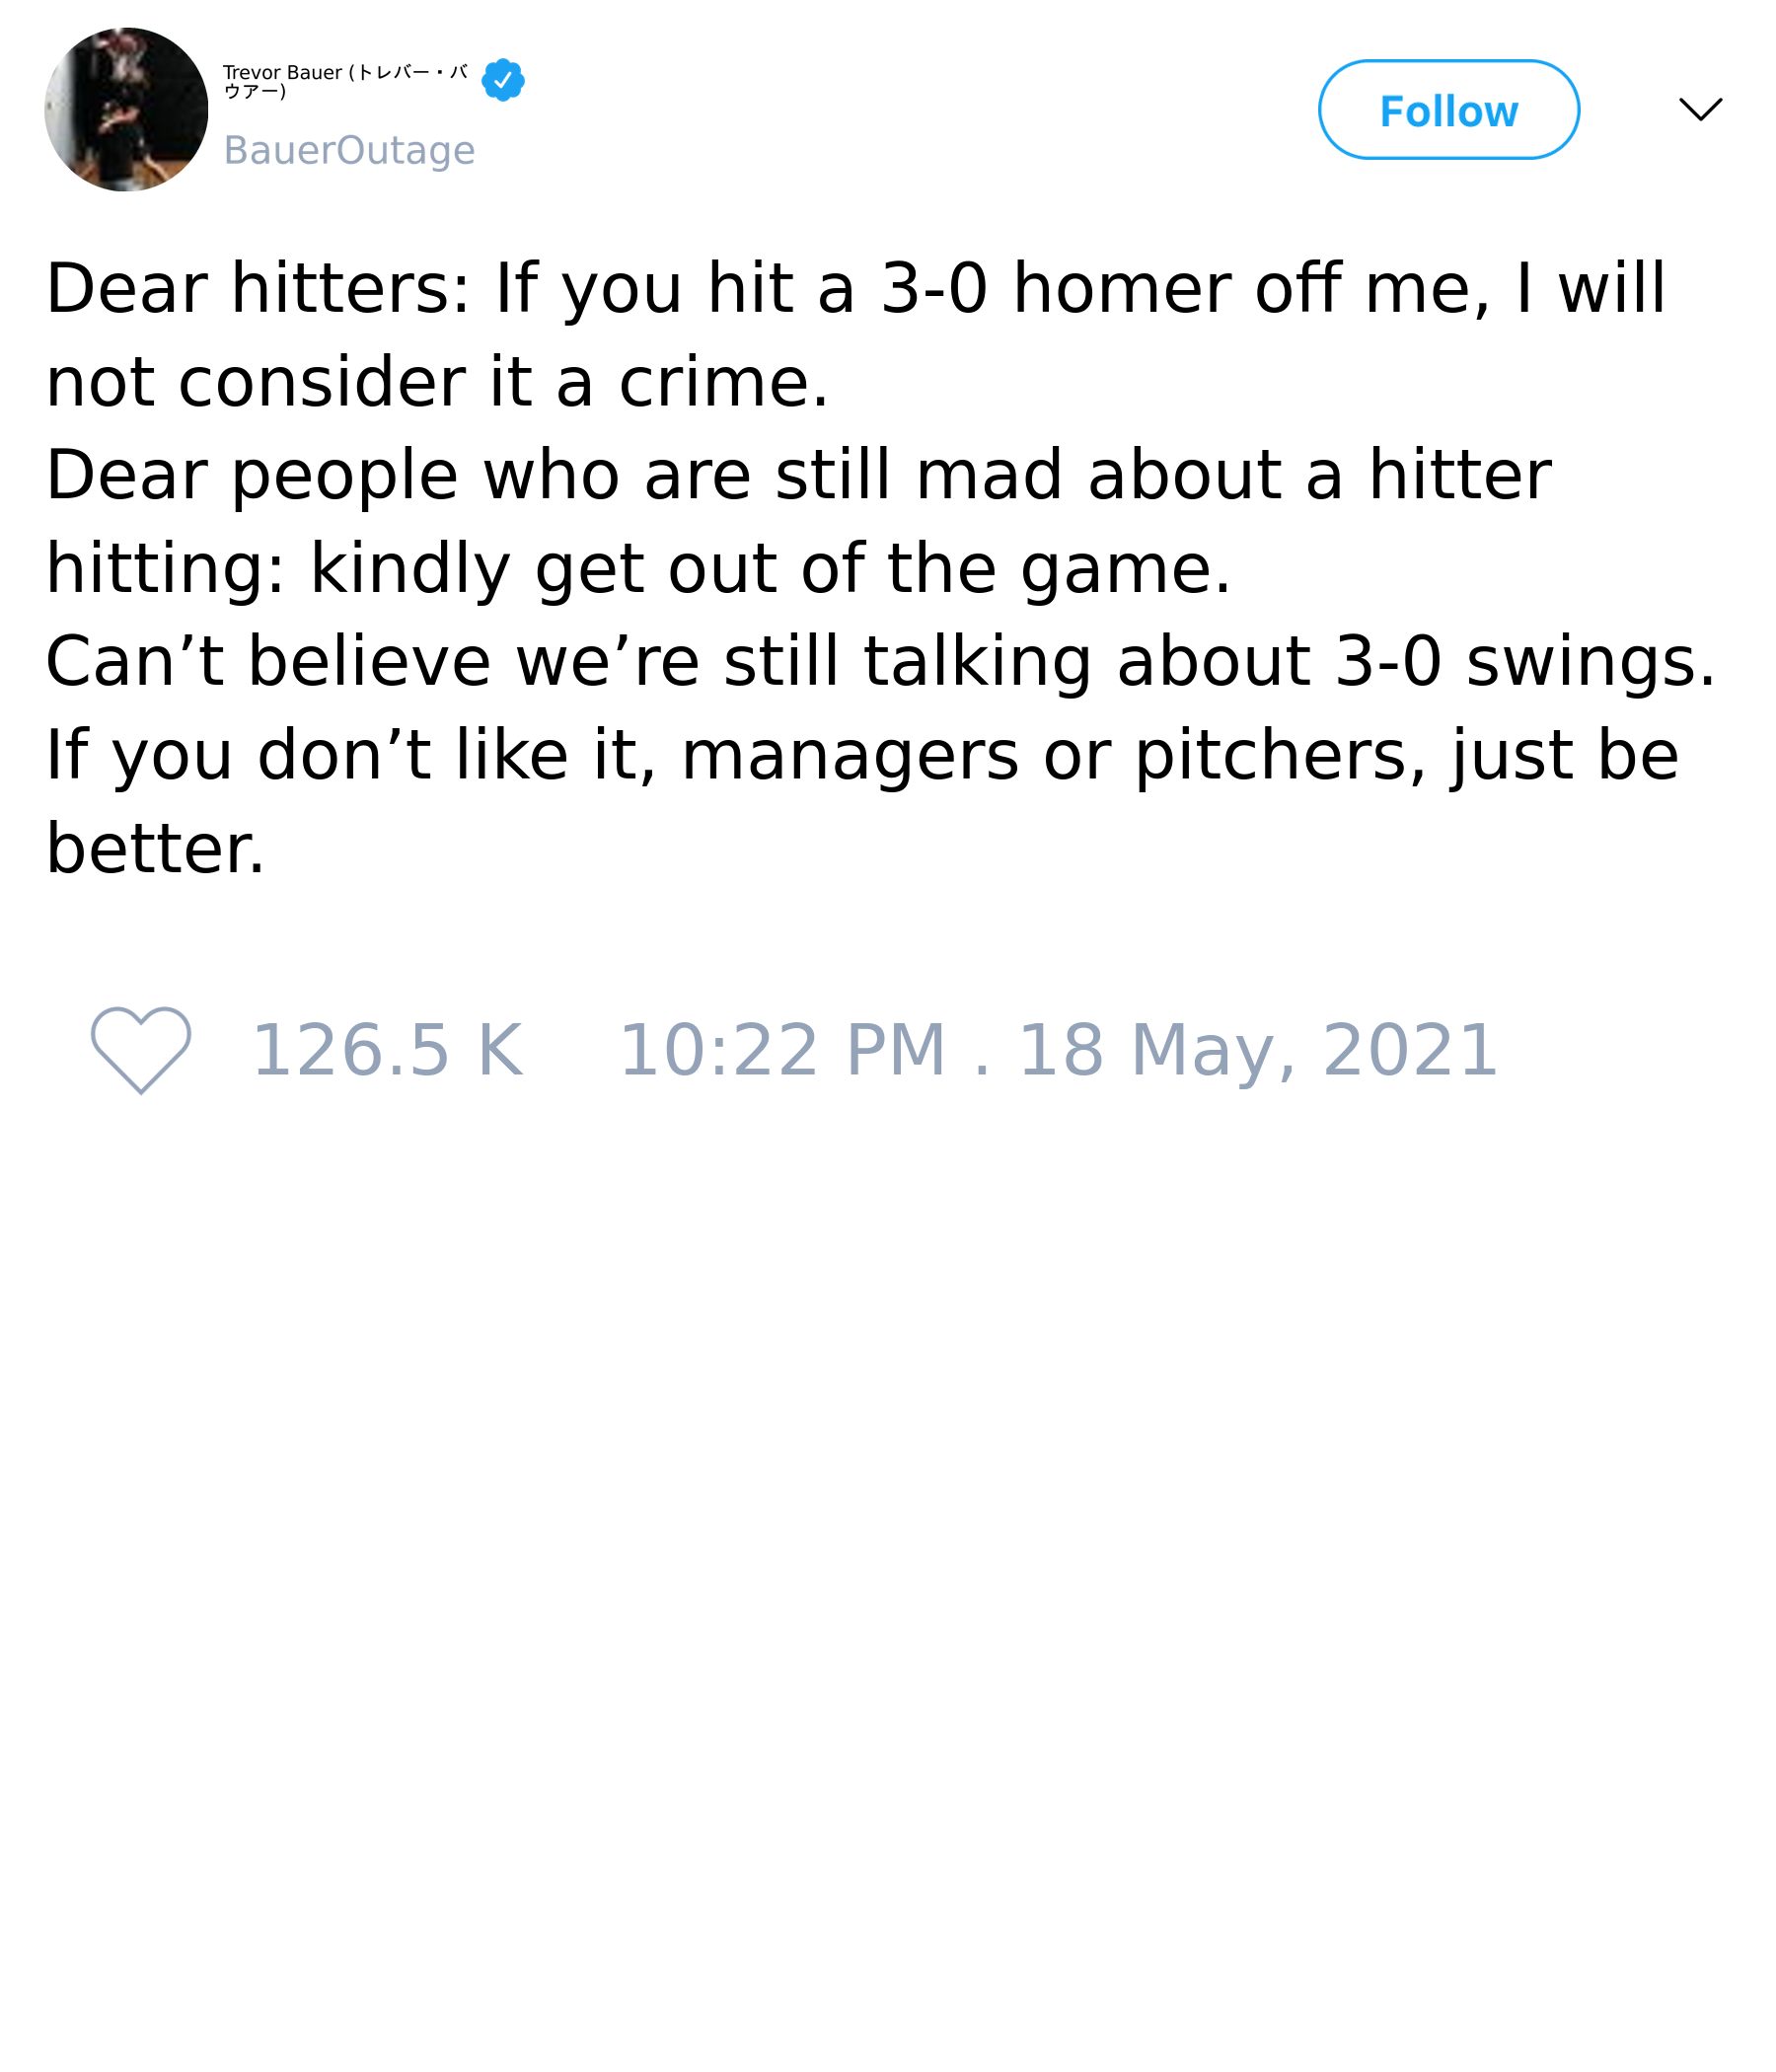 Trevor Bauer (トレバー・バ
ウアー)
BauerOutage
Follow
Dear hitters: If you hit a 3-0 homer off me, I will
not consider it a crime.
Dear people who are still mad about a hitter
hitting: kindly get out of the game.
Can’t believe we’re still talking about 3-0 swings.
If you don’t like it, managers or pitchers, just be
better.
126.5 K 10:22 PM . 18 May, 2021